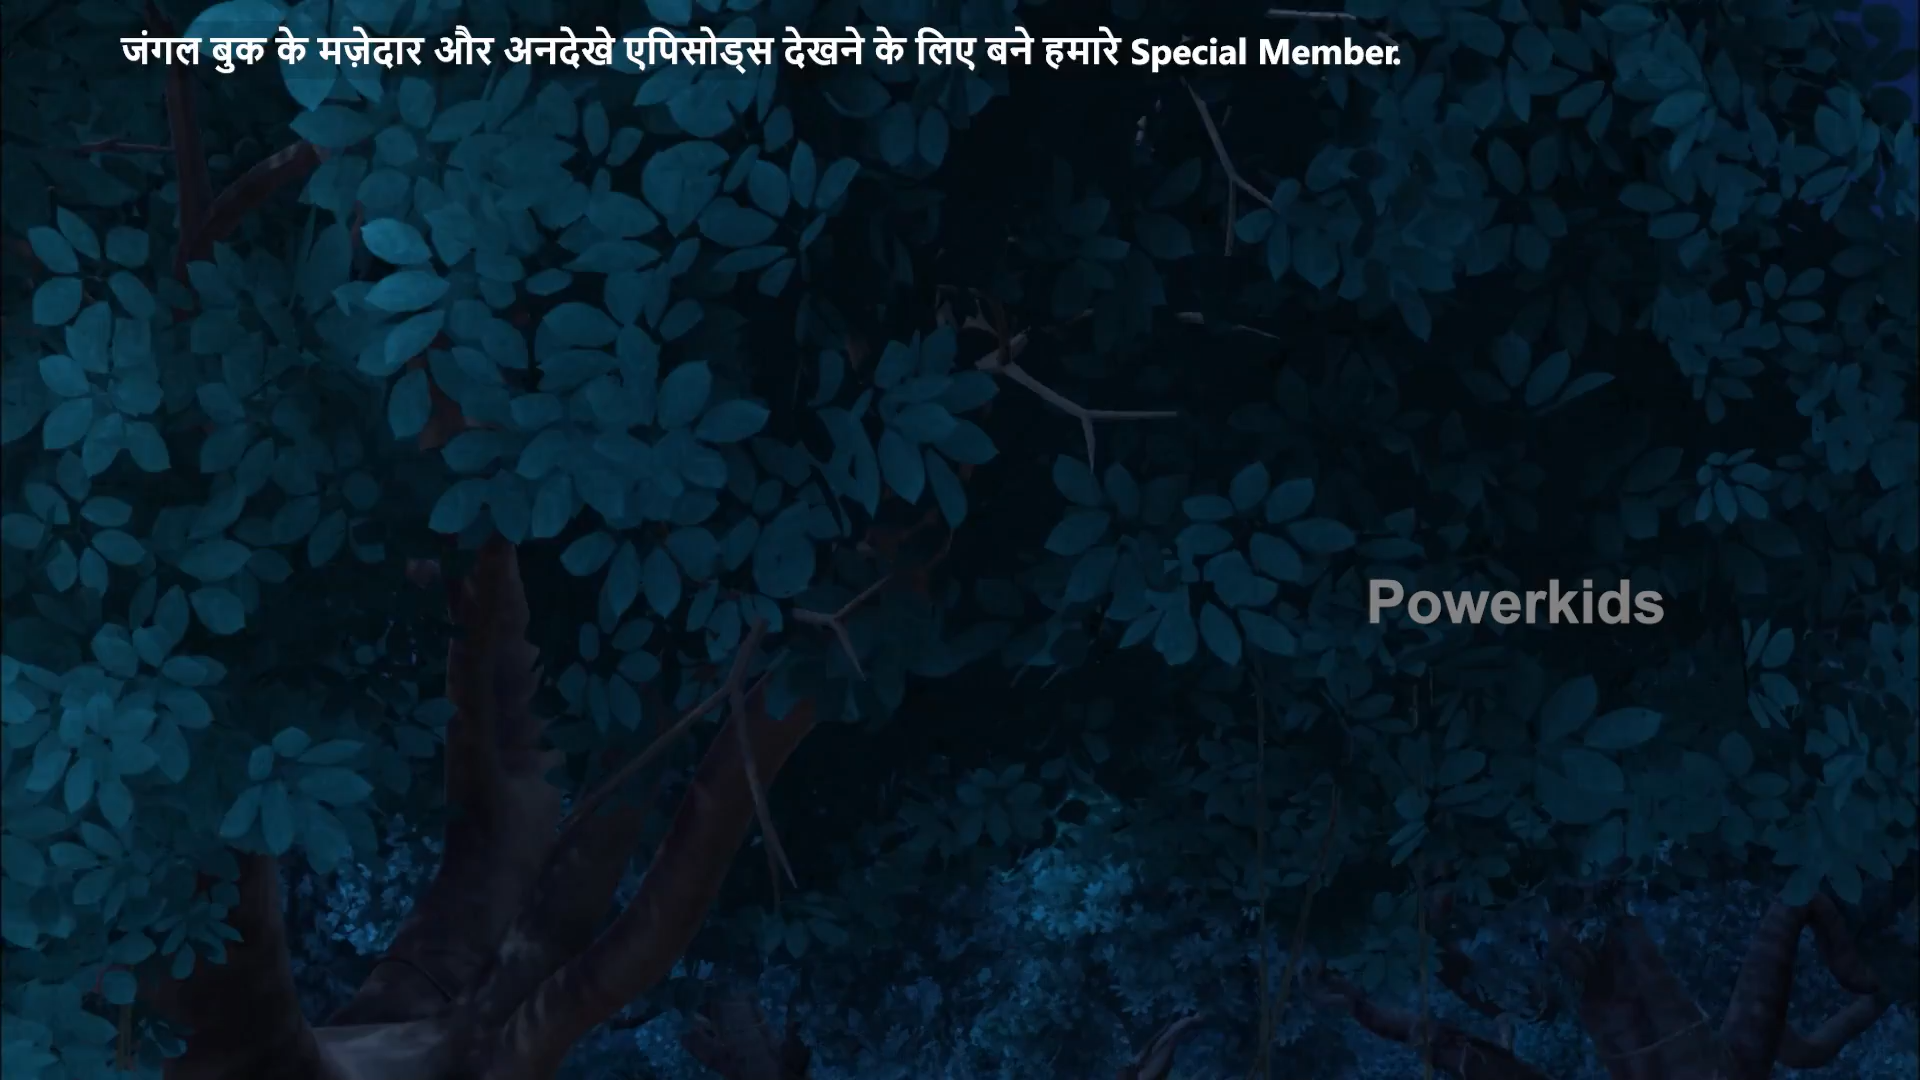 जंगल बुक के मज़ेदार और अनदेखे एपिसोड्स देखने के लिए बने हमारे Special Member.
Powerkids